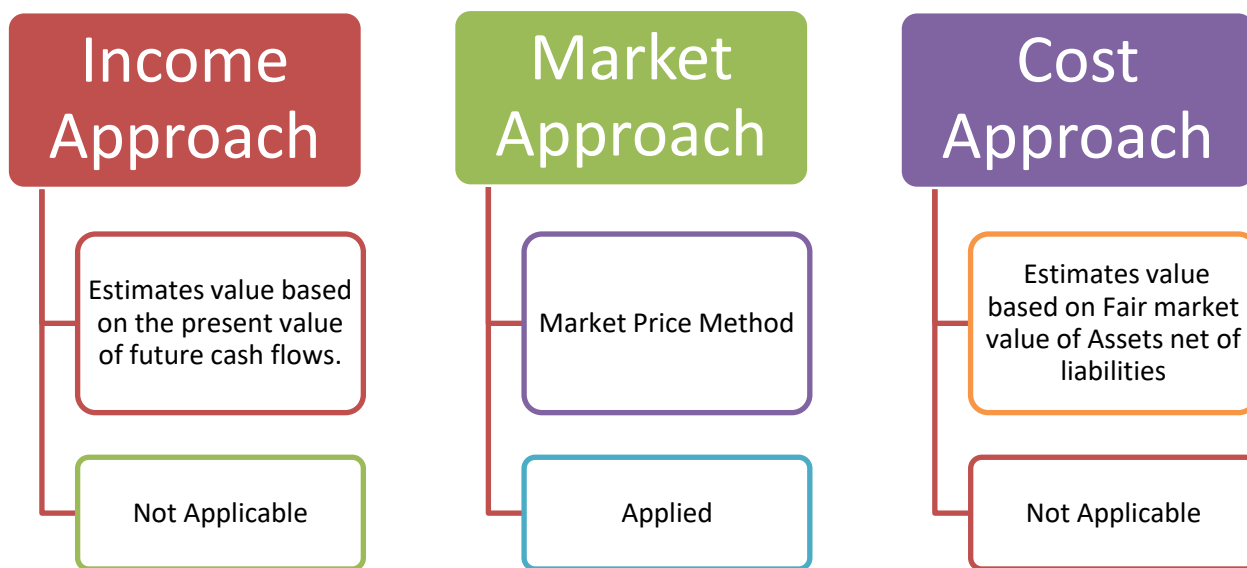 Income
Approach
Estimates value based
on the present value
of future cash flows.
Not Applicable
Market
Approach
Market Price Method
Applied
Cost
Approach
Estimates value
based on Fair market
value of Assets net of
liabilities
Not Applicable